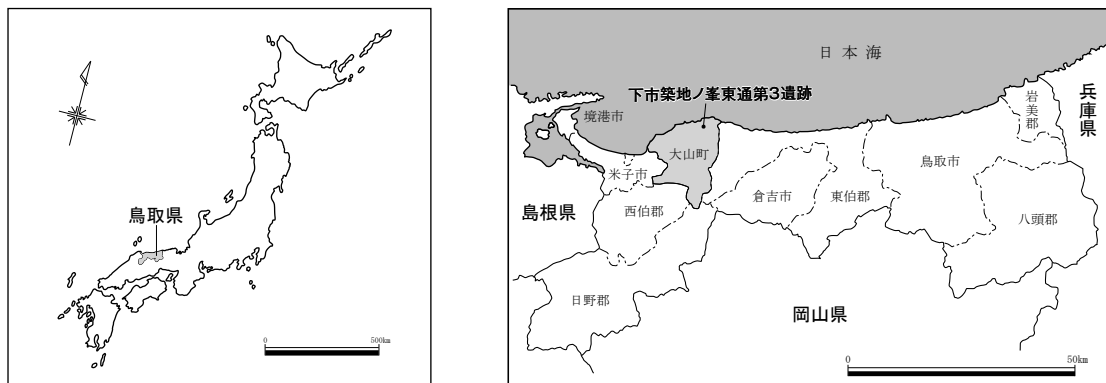 鳥取県
0
500km
日本海
下市築地ノ峯東通第3遺跡
境港市
大山町
米子市
西伯郡
倉吉市
東伯郡
鳥取市
岩美郡
八頭郡
兵庫県
島根県
日野郡
岡山県
0
50km